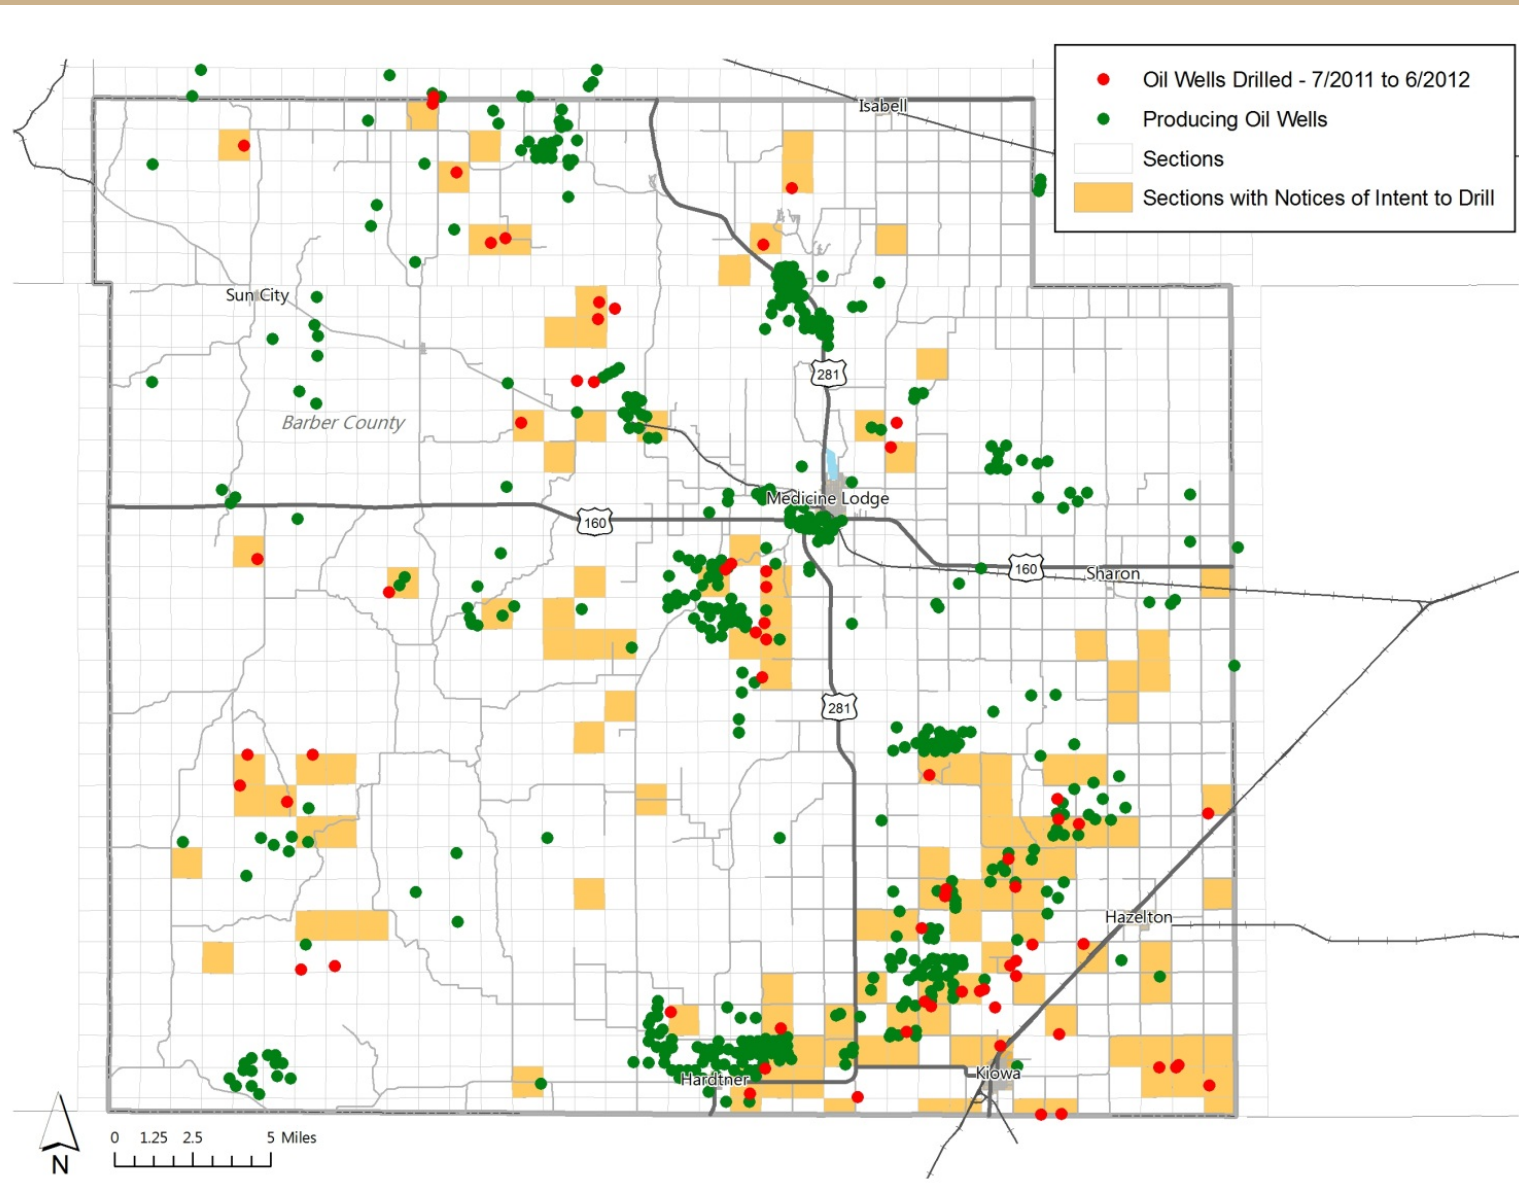 Oil Wells Drilled - 7/2011 to 6/2012
Isabell
Producing Oil Wells
Sections
Sections with Notices of Intent to Drill
Sun City
281
Barber County
Medicine Lodge
160
160
Sharon
281
Hazelton
Kiowa
Hardtner
0 1.25 2.5 5 Miles
N